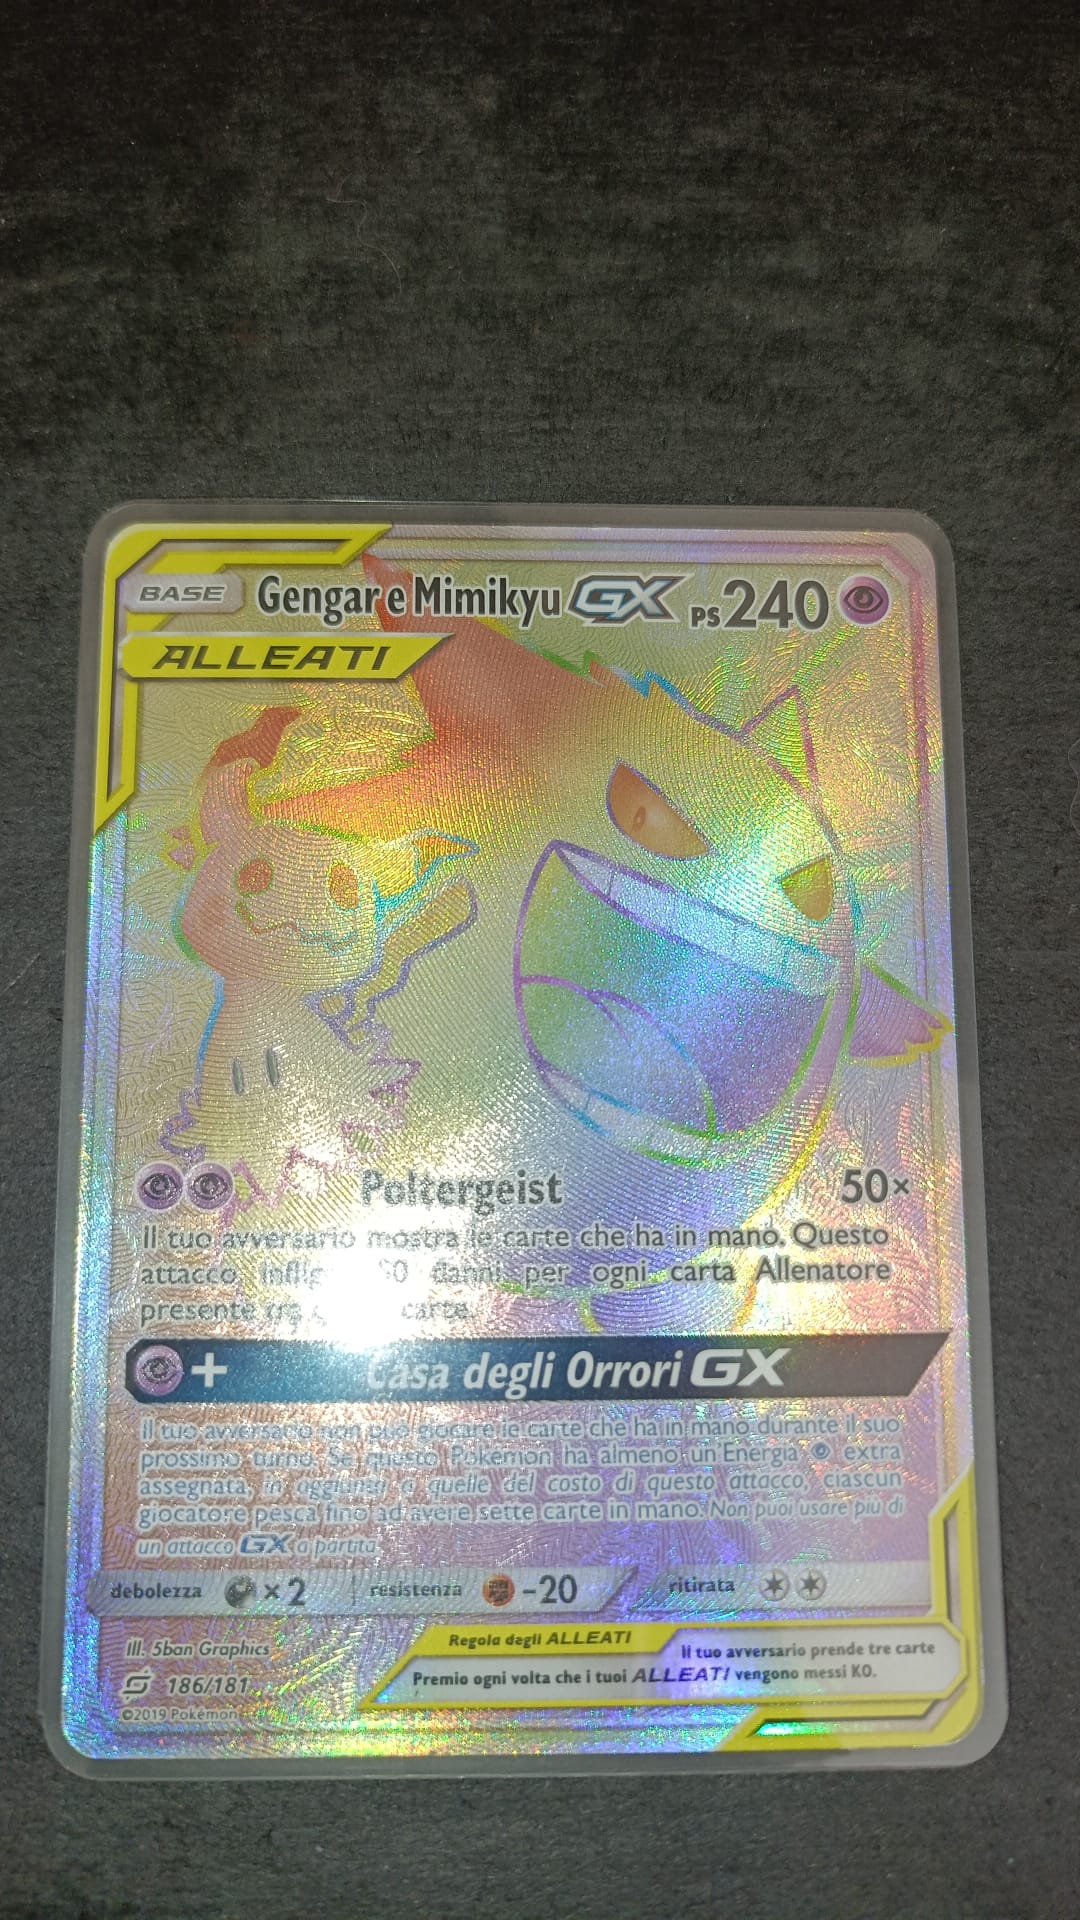 BASE Gengar e Mimikyu GX PS 240
ALLEATI
Poltergeist 50×
Il tuo avversario mostra le carte che ha in mano. Questo
attacco danni per ogni carta Allenatore
presente carte.
+ Casa degli Orrori GX
Il tuo avversario non può giocare le carte che ha in mano durante il suo
prossimo turno. Se questo Pokémon ha almeno un'Energia extra
assegnata, in aggiunta a quelle del costo di questo attacco, ciascun
giocatore pesca fino ad avere sette carte in mano. Non puoi usare più di
un attacco GX a partita.
debolezza ×2 resistenza -20 ritirata
Ill. 5ban Graphics
186/181
©2019 Pokémon
Regola degli ALLEATI Il tuo avversario prende tre carte
Premio ogni volta che i tuoi ALLEATI vengono messi KO.